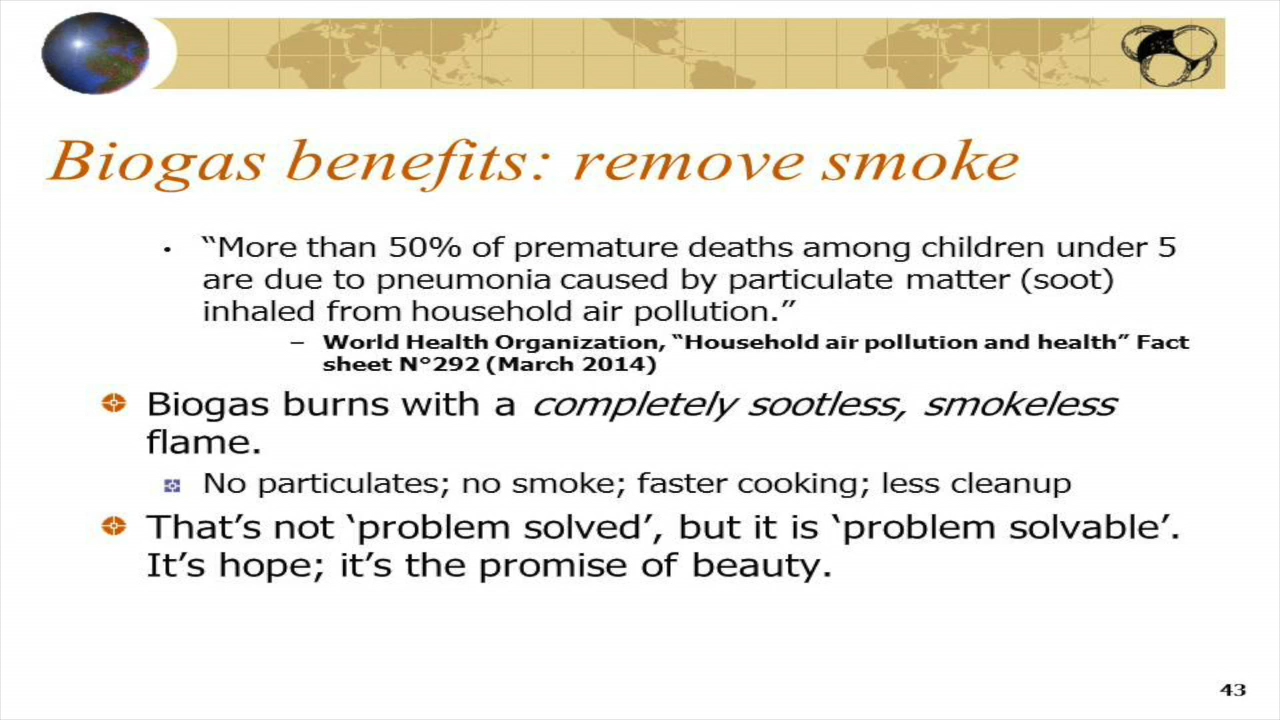 Biogas benefits: remove smoke
• “More than 50% of premature deaths among children under 5
are due to pneumonia caused by particulate matter (soot)
inhaled from household air pollution.”
– World Health Organization, “Household air pollution and health” Fact
sheet N°292 (March 2014)
Biogas burns with a completely sootless, smokeless
flame.
No particulates; no smoke; faster cooking; less cleanup
That’s not ‘problem solved’, but it is ‘problem solvable’.
It’s hope; it’s the promise of beauty.
43